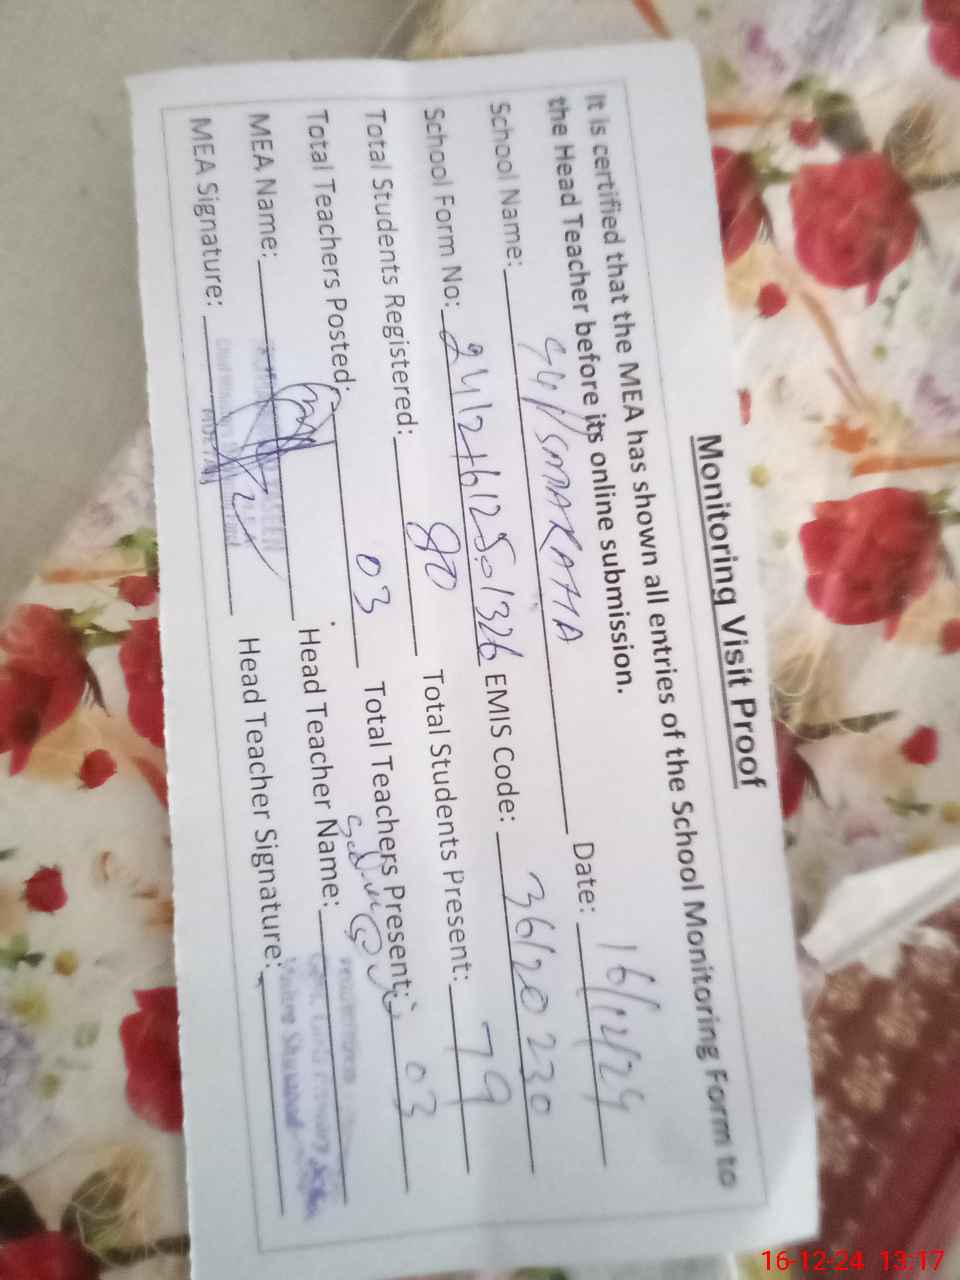 Monitoring Visit Proof
It is certified that the MEA has shown all entries of the School Monitoring Form to
the Head Teacher before its online submission.
School Name: Date: 16/12/24
School Form No: EMIS Code: 36120230
Total Students Registered: 80 Total Students Present: 79
Total Teachers Posted: 03 Total Teachers Present: 03
MEA Name: Head Teacher Name:
MEA Signature: Head Teacher Signature:
16-12-24 13:17